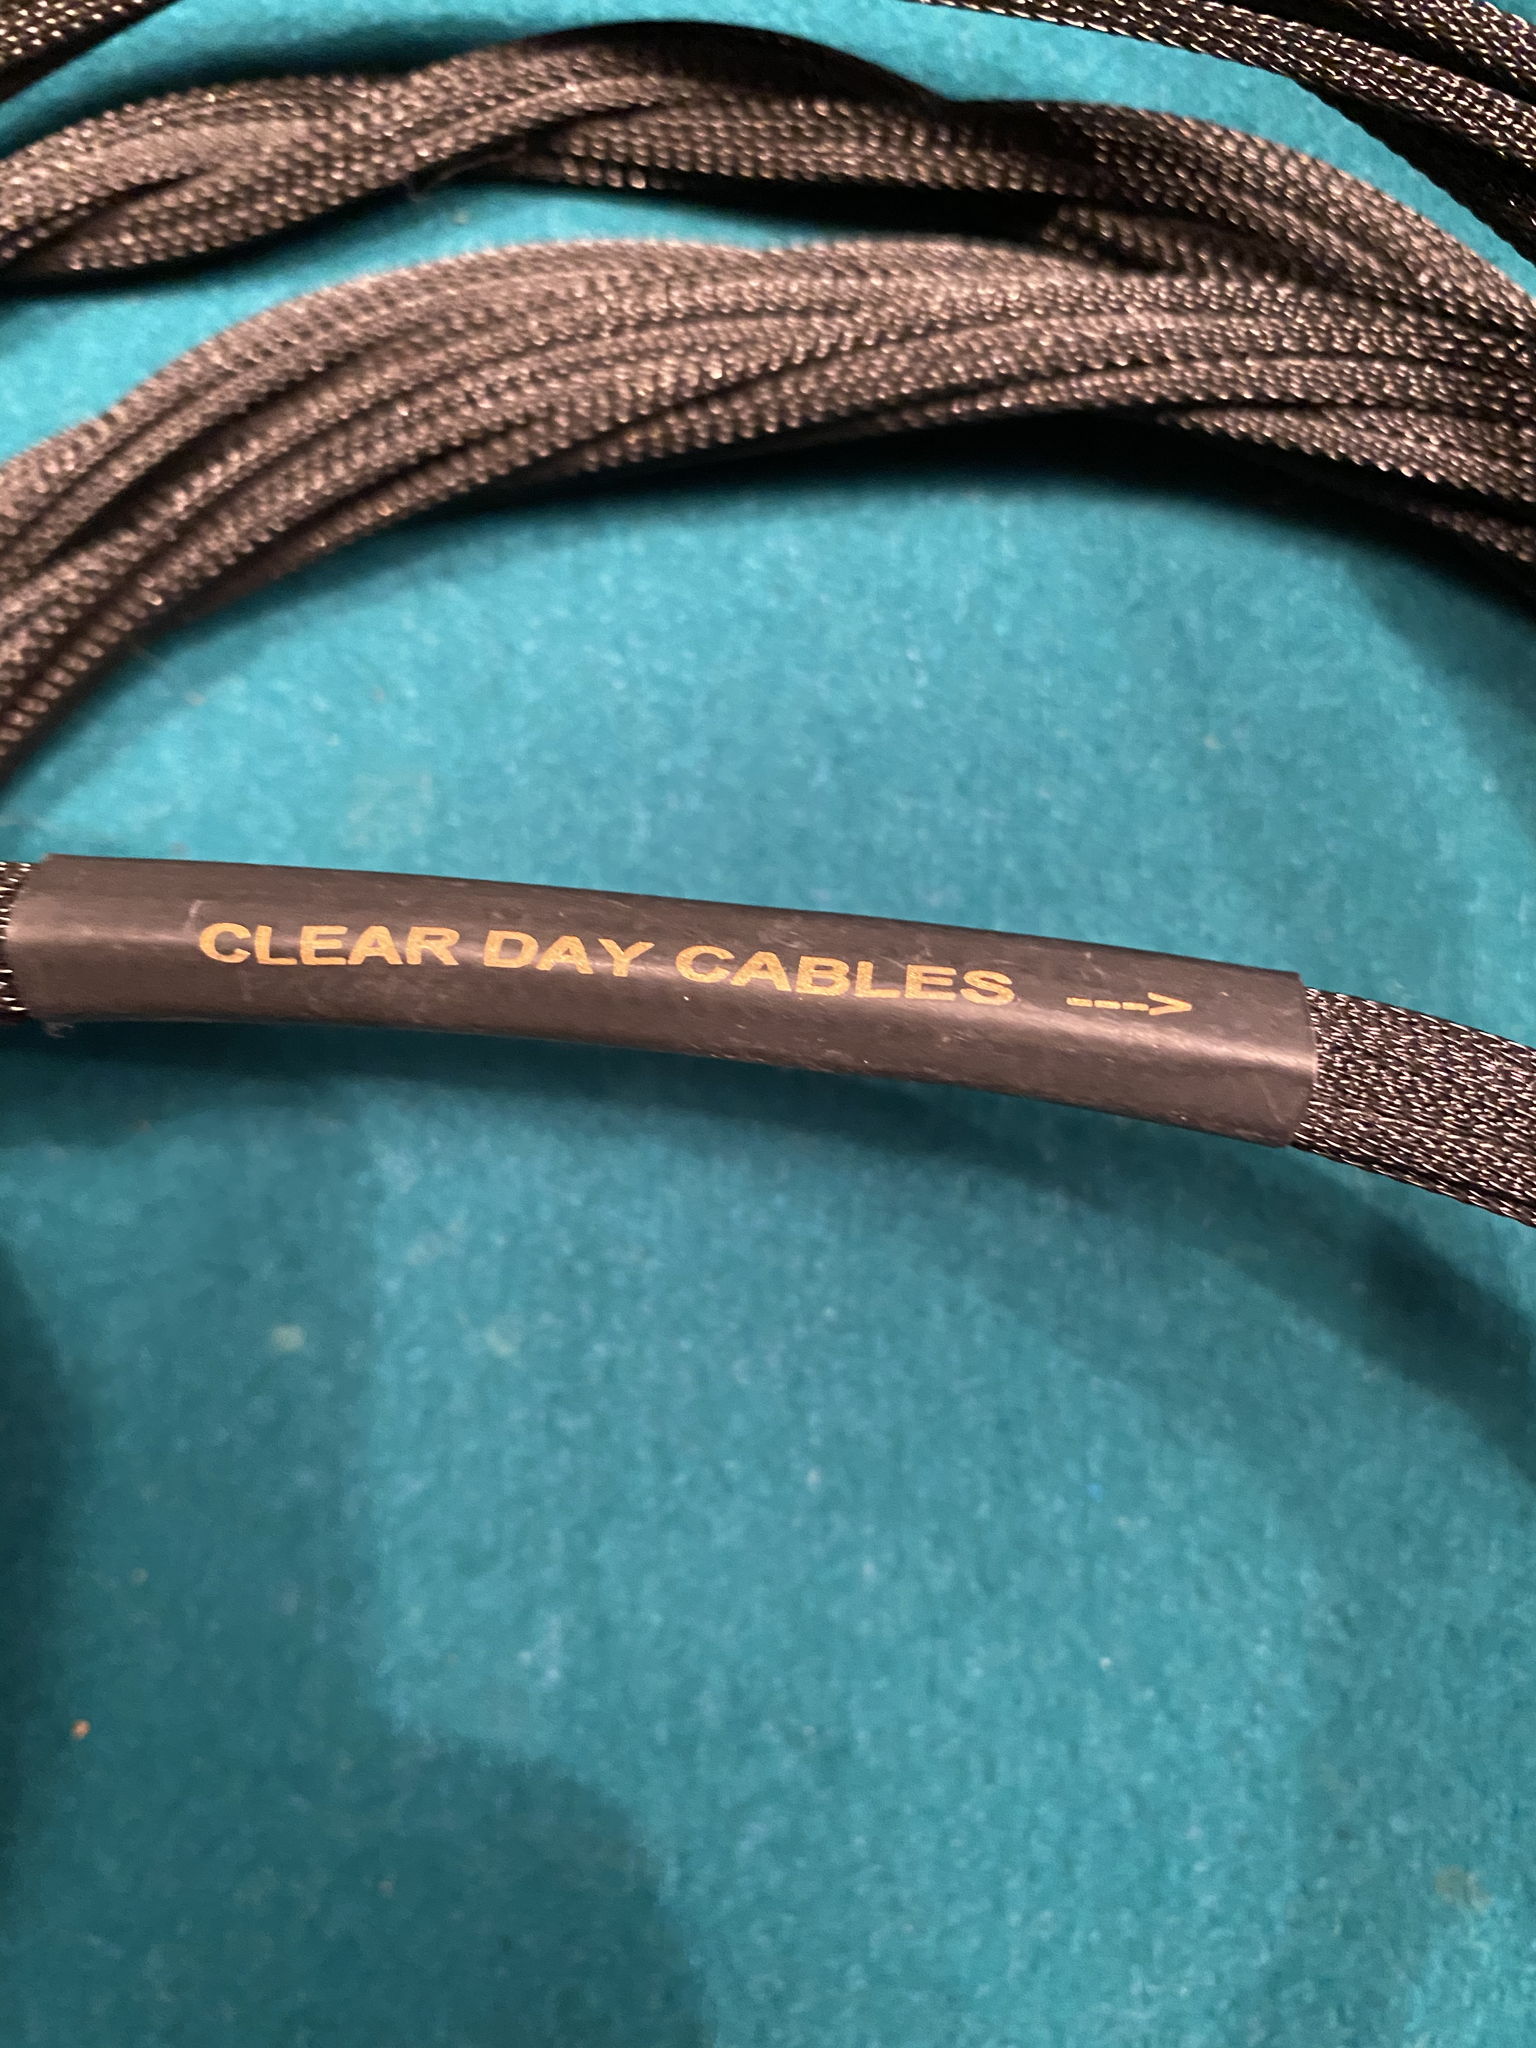 CLEAR DAY CABLES ---->